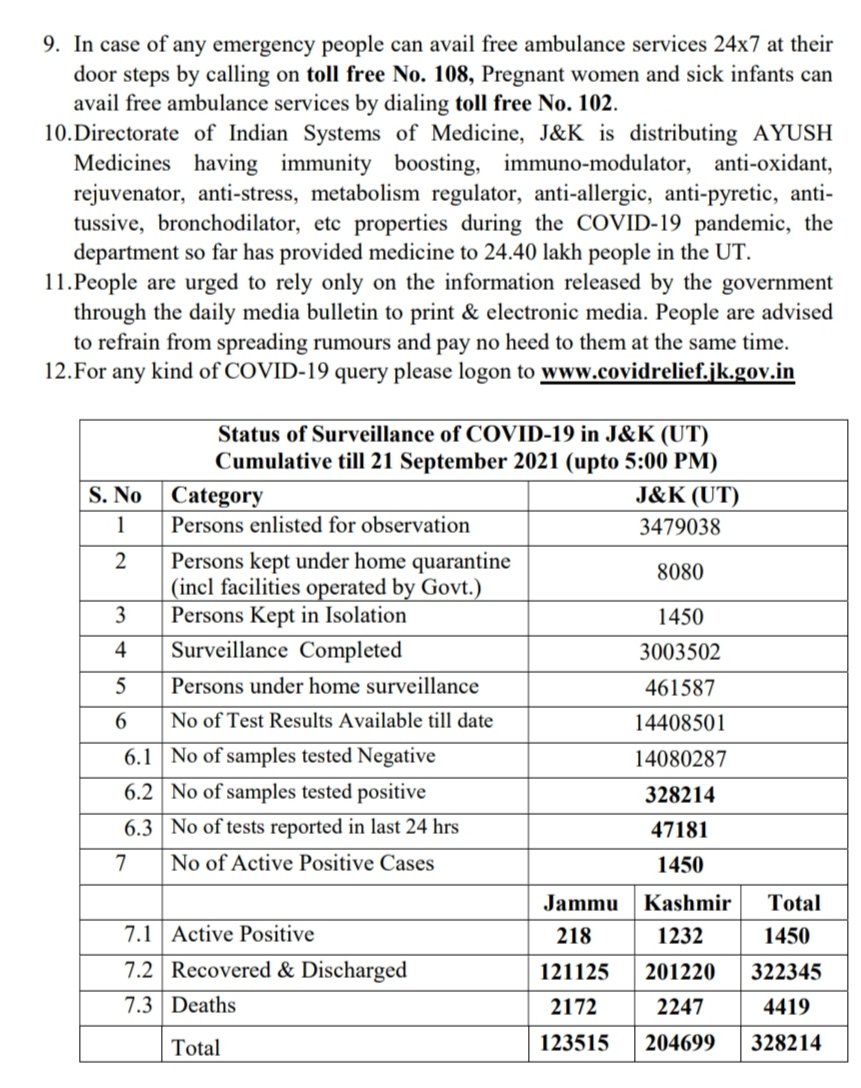 9. In case of any emergency people can avail free ambulance services 24x7 at their
door steps by calling on toll free No. 108, Pregnant women and sick infants can
avail free ambulance services by dialing toll free No. 102.
10.Directorate of Indian Systems of Medicine, J&K is distributing AYUSH
Medicines having immunity boosting, immuno-modulator, anti-oxidant,
rejuvenator, anti-stress, metabolism regulator, anti-allergic, anti-pyretic, anti-
tussive, bronchodilator, etc properties during the COVID-19 pandemic, the
department so far has provided medicine to 24.40 lakh people in the UT.
11.People are urged to rely only on the information released by the government
through the daily media bulletin to print & electronic media. People are advised
to refrain from spreading rumours and pay no heed to them at the same time.
12.For any kind of COVID-19 query please logon to www.covidrelief.jk.gov.in
Status of Surveillance of COVID-19 in J&K (UT)
Cumulative till 21 September 2021 (upto 5:00 PM)
S. No Category J&K (UT)
1 Persons enlisted for observation 3479038
2 Persons kept under home quarantine
(incl facilities operated by Govt.) 8080
3 Persons Kept in Isolation 1450
4 Surveillance Completed 3003502
5 Persons under home surveillance 461587
6 No of Test Results Available till date 14408501
6.1 No of samples tested Negative 14080287
6.2 No of samples tested positive 328214
6.3 No of tests reported in last 24 hrs 47181
7 No of Active Positive Cases 1450
Jammu Kashmir Total
7.1 Active Positive 218 1232 1450
7.2 Recovered & Discharged 121125 201220 322345
7.3 Deaths 2172 2247 4419
Total 123515 204699 328214